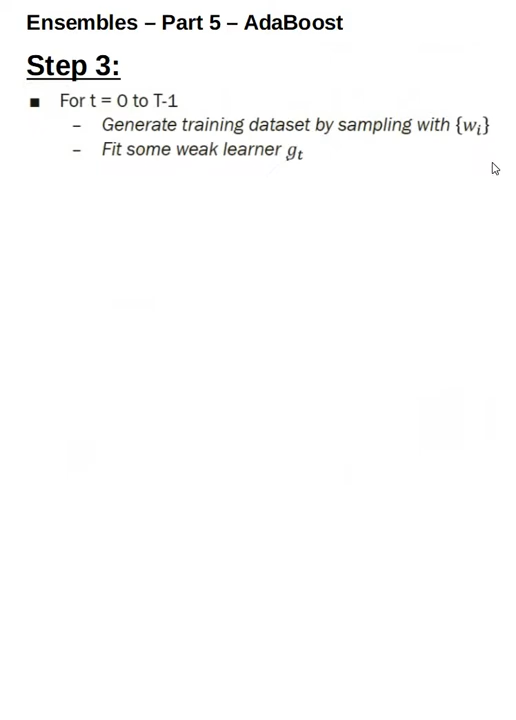 Ensembles – Part 5 – AdaBoost
Step 3:
■ For t = 0 to T-1
– Generate training dataset by sampling with {wᵢ}
– Fit some weak learner gₜ